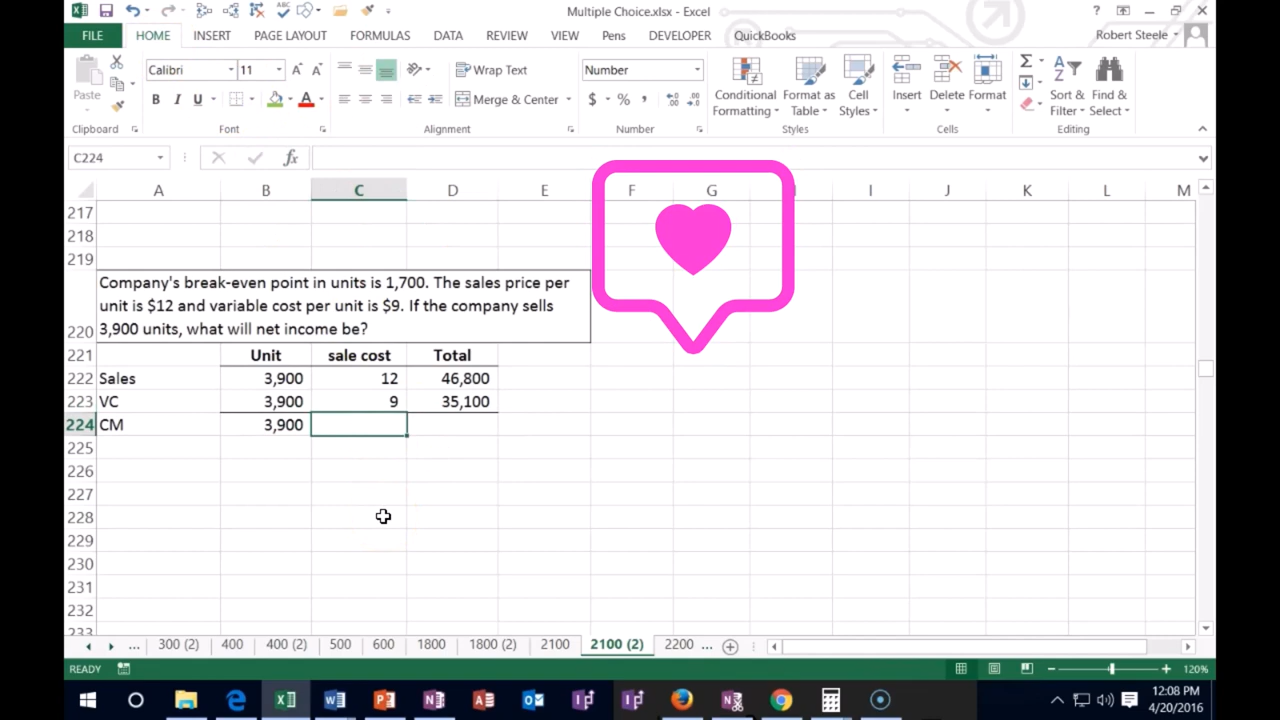 Multiple Choice.xlsx - Excel
?
FILE HOME INSERT PAGE LAYOUT FORMULAS DATA REVIEW VIEW Pens DEVELOPER QuickBooks Robert Steele
Paste
Calibri 11
B I U A
Wrap Text
Merge & Center
Number
$ % ,
Conditional Formatting
Format as Table
Cell Styles
Insert
Delete
Format
Sort & Filter
Find & Select
Clipboard Font Alignment Number Styles Cells Editing
C224 fx
A B C D E F G I J K L M
217
218
219
Company's break-even point in units is 1,700. The sales price per
unit is $12 and variable cost per unit is $9. If the company sells
220 3,900 units, what will net income be?
221 Unit sale cost Total
222 Sales 3,900 12 46,800
223 VC 3,900 9 35,100
224 CM 3,900
225
226
227
228
229
230
231
232
233
... 300 (2) 400 400 (2) 500 600 1800 1800 (2) 2100 2100 (2) 2200 ...
READY 120%
12:08 PM
4/20/2016